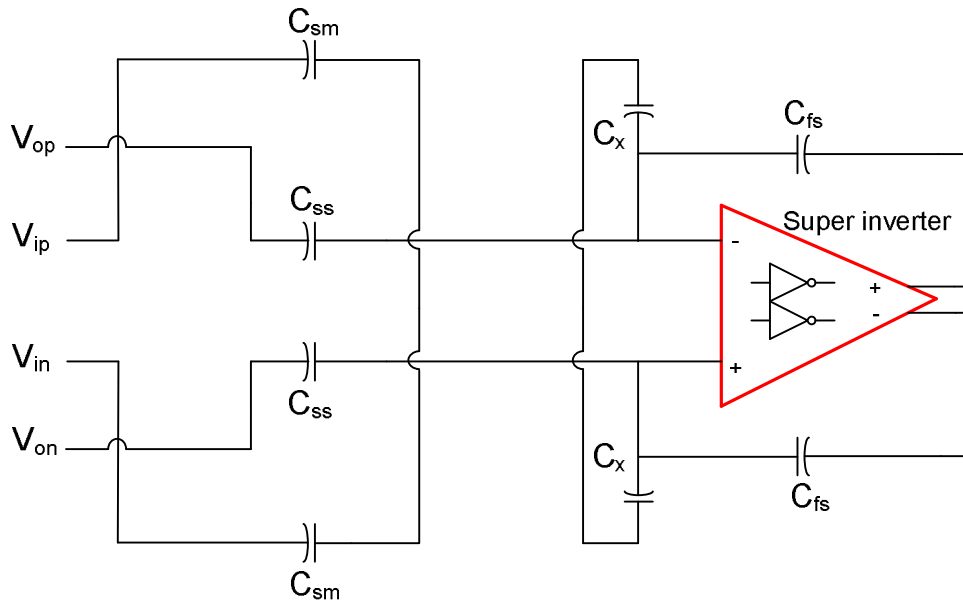 Csm
Vop
Cx
Cfs
Css
Super inverter
Vip
-
+
-
Vin
+
Css
Von
Cx
Cfs
Csm